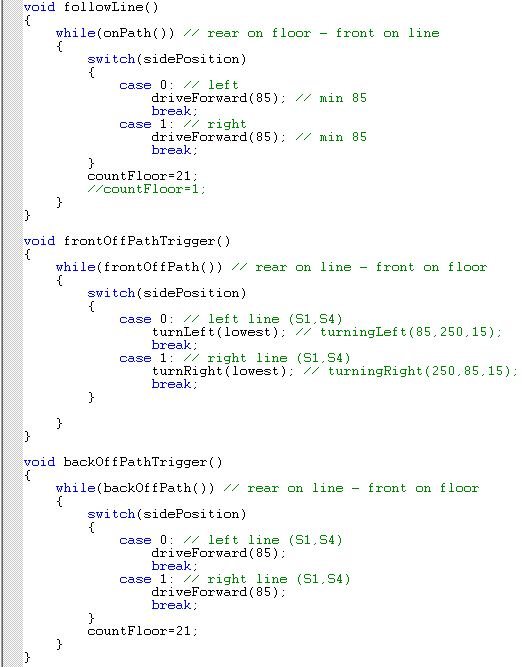 void followLine()
{
    while(onPath()) // rear on floor - front on line
    {
        switch(sidePosition)
        {
            case 0: // left
                driveForward(85); // min 85
                break;
            case 1: // right
                driveForward(85); // min 85
                break;
        }
        countFloor=21;
        //countFloor=1;
    }
}

void frontOffPathTrigger()
{
    while(frontOffPath()) // rear on line - front on floor
    {
        switch(sidePosition)
        {
            case 0: // left line (S1,S4)
                turnLeft(lowest); // turningLeft(85,250,15);
                break;
            case 1: // right line (S1,S4)
                turnRight(lowest); // turningRight(250,85,15);
                break;
        }

    }
}

void backOffPathTrigger()
{
    while(backOffPath()) // rear on line - front on floor
    {
        switch(sidePosition)
        {
            case 0: // left line (S1,S4)
                driveForward(85);
                break;
            case 1: // right line (S1,S4)
                driveForward(85);
                break;
        }
        countFloor=21;
    }
}